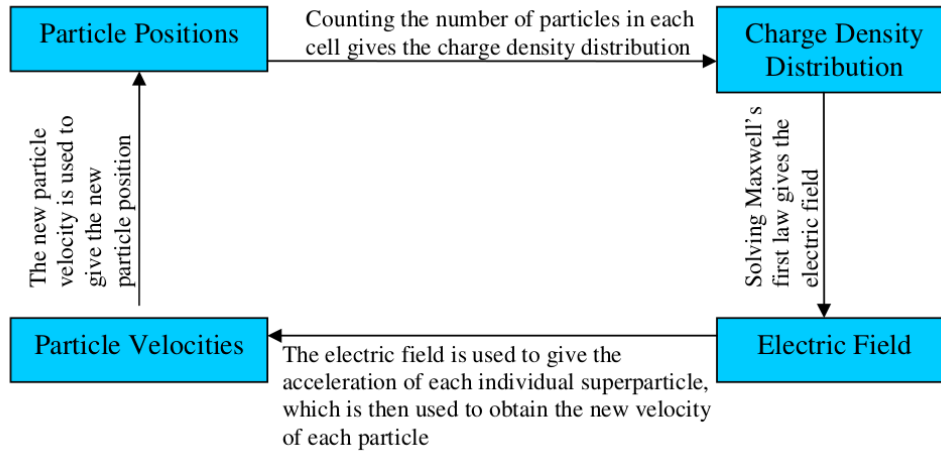 Particle Positions
Counting the number of particles in each
cell gives the charge density distribution
Charge Density
Distribution
The new particle
velocity is used to
give the new
particle position
Solving Maxwell’s
first law gives the
electric field
Particle Velocities
The electric field is used to give the
acceleration of each individual superparticle,
which is then used to obtain the new velocity
of each particle
Electric Field